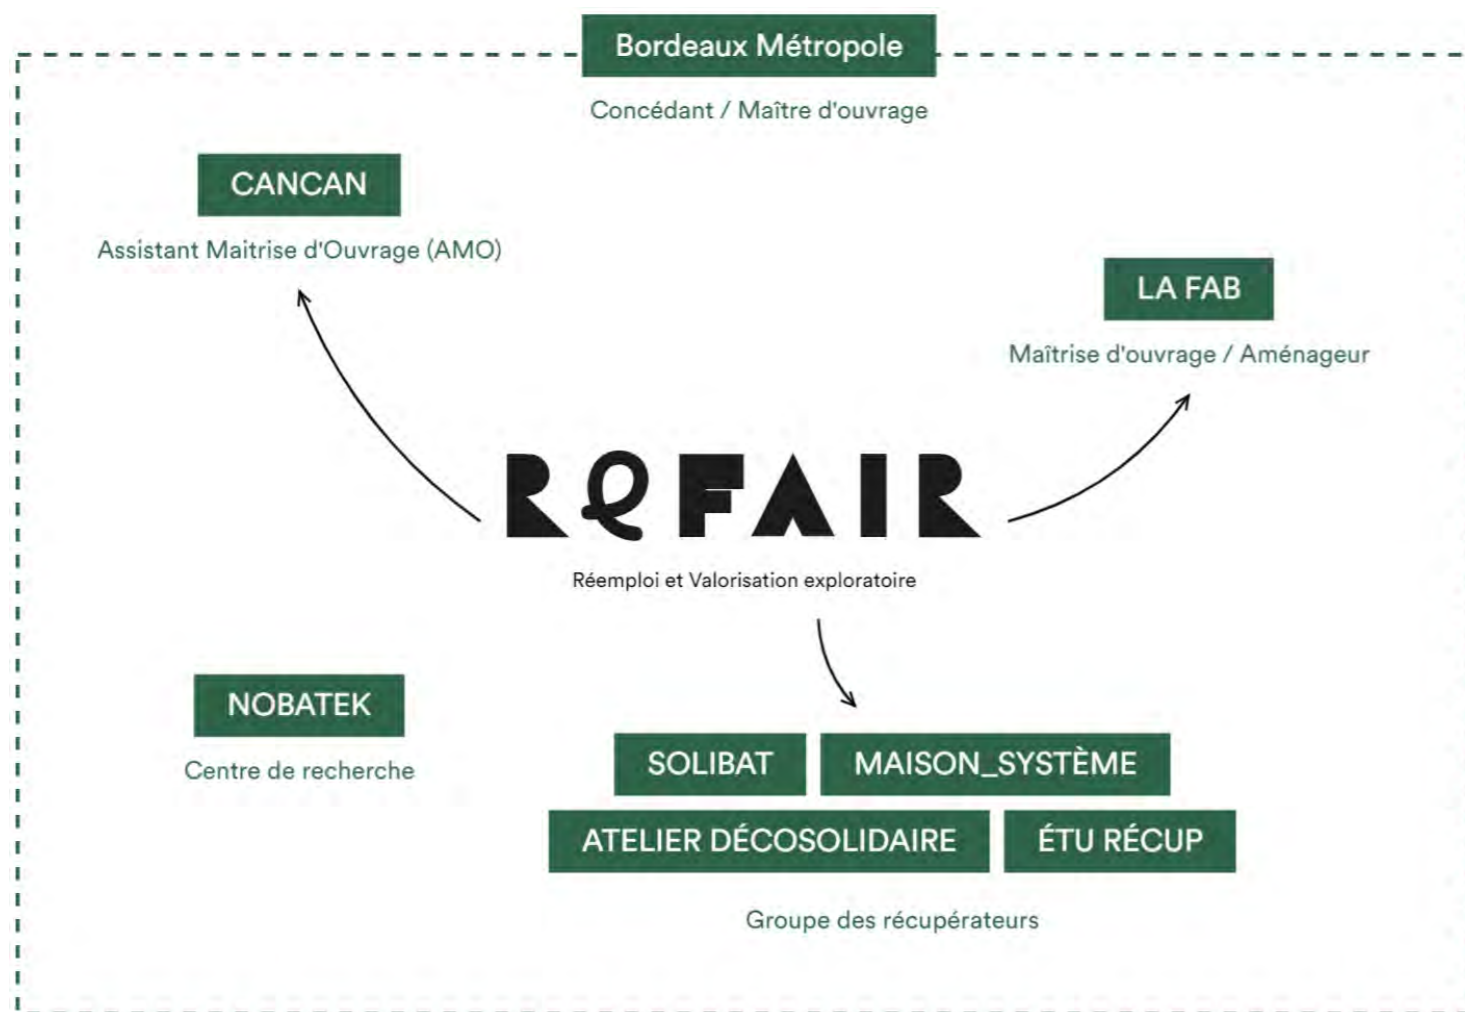 Bordeaux Métropole
Concédant / Maître d'ouvrage
CANCAN
Assistant Maitrise d'Ouvrage (AMO)
LA FAB
Maîtrise d'ouvrage / Aménageur
REFAIR
Réemploi et Valorisation exploratoire
NOBATEK
Centre de recherche
SOLIBAT MAISON_SYSTÈME
ATELIER DÉCOSOLIDAIRE ÉTU RÉCUP
Groupe des récupérateurs